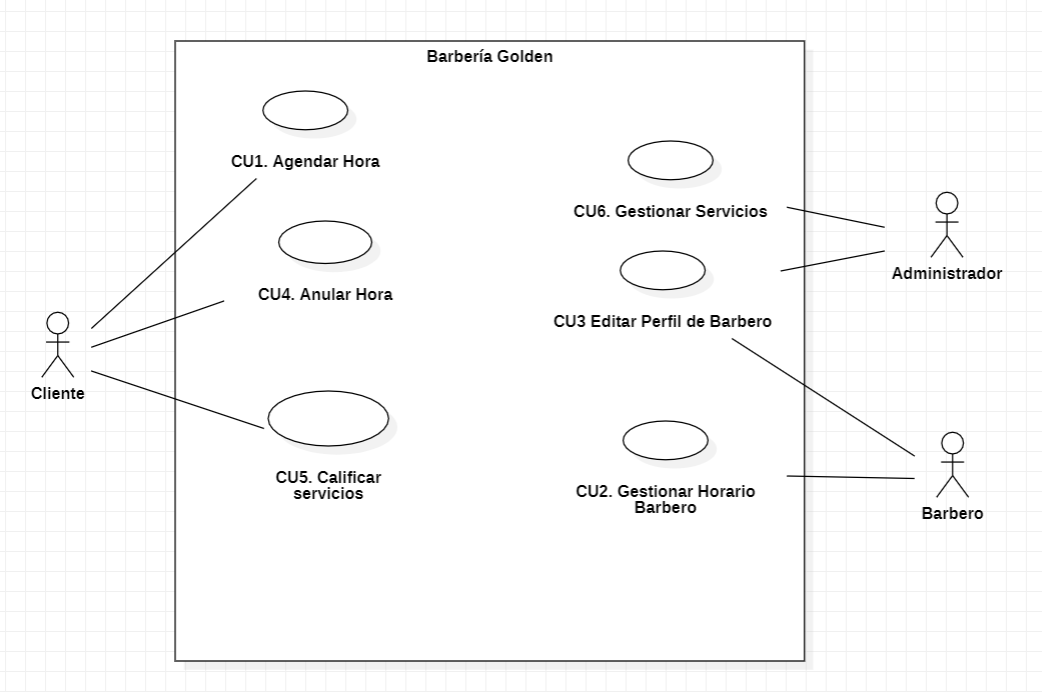 Barbería Golden
CU1. Agendar Hora
CU6. Gestionar Servicios
CU4. Anular Hora
Administrador
CU3 Editar Perfil de Barbero
Cliente
CU5. Calificar
servicios
CU2. Gestionar Horario
Barbero
Barbero